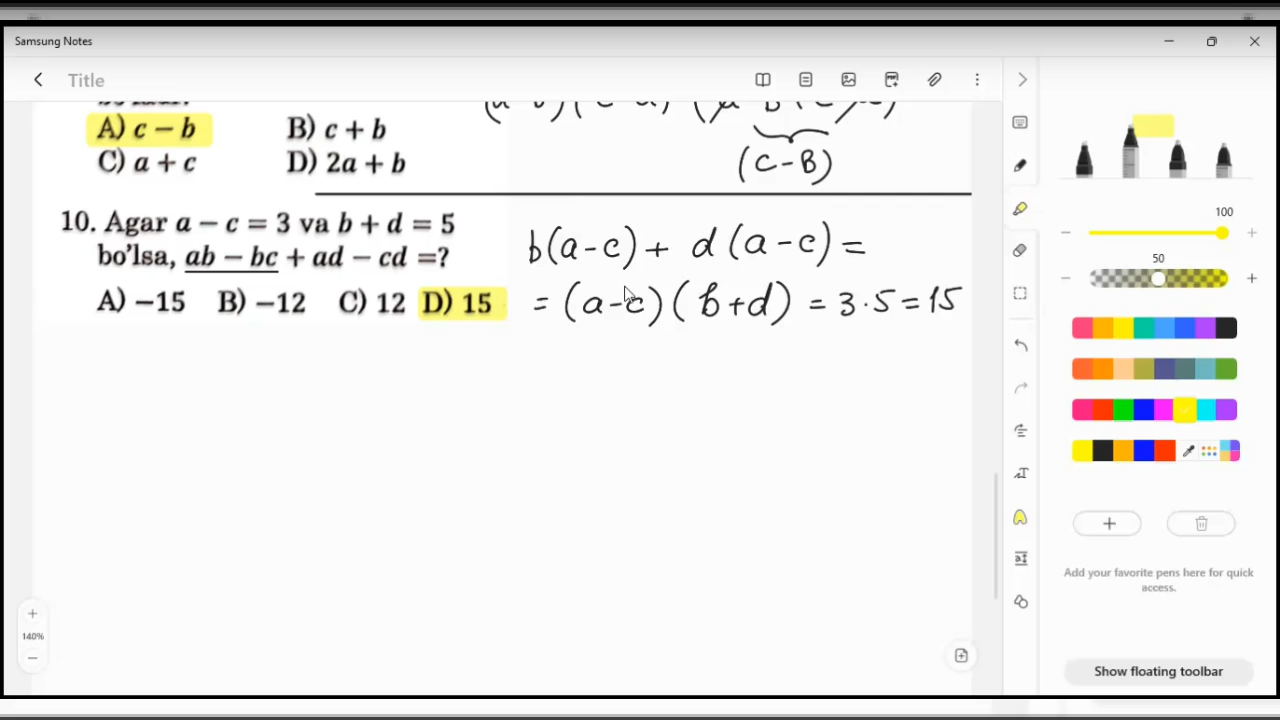 Samsung Notes
Title
A) c − b
B) c + b
C) a + c
D) 2a + b
(c-B)
10. Agar a − c = 3 va b + d = 5
bo'lsa, ab − bc + ad − cd =?
A) −15 B) −12 C) 12 D) 15
b(a-c)+ d(a-c)=
=(a-c)(b+d)=3·5=15
100
50
140%
Add your favorite pens here for quick
access.
Show floating toolbar